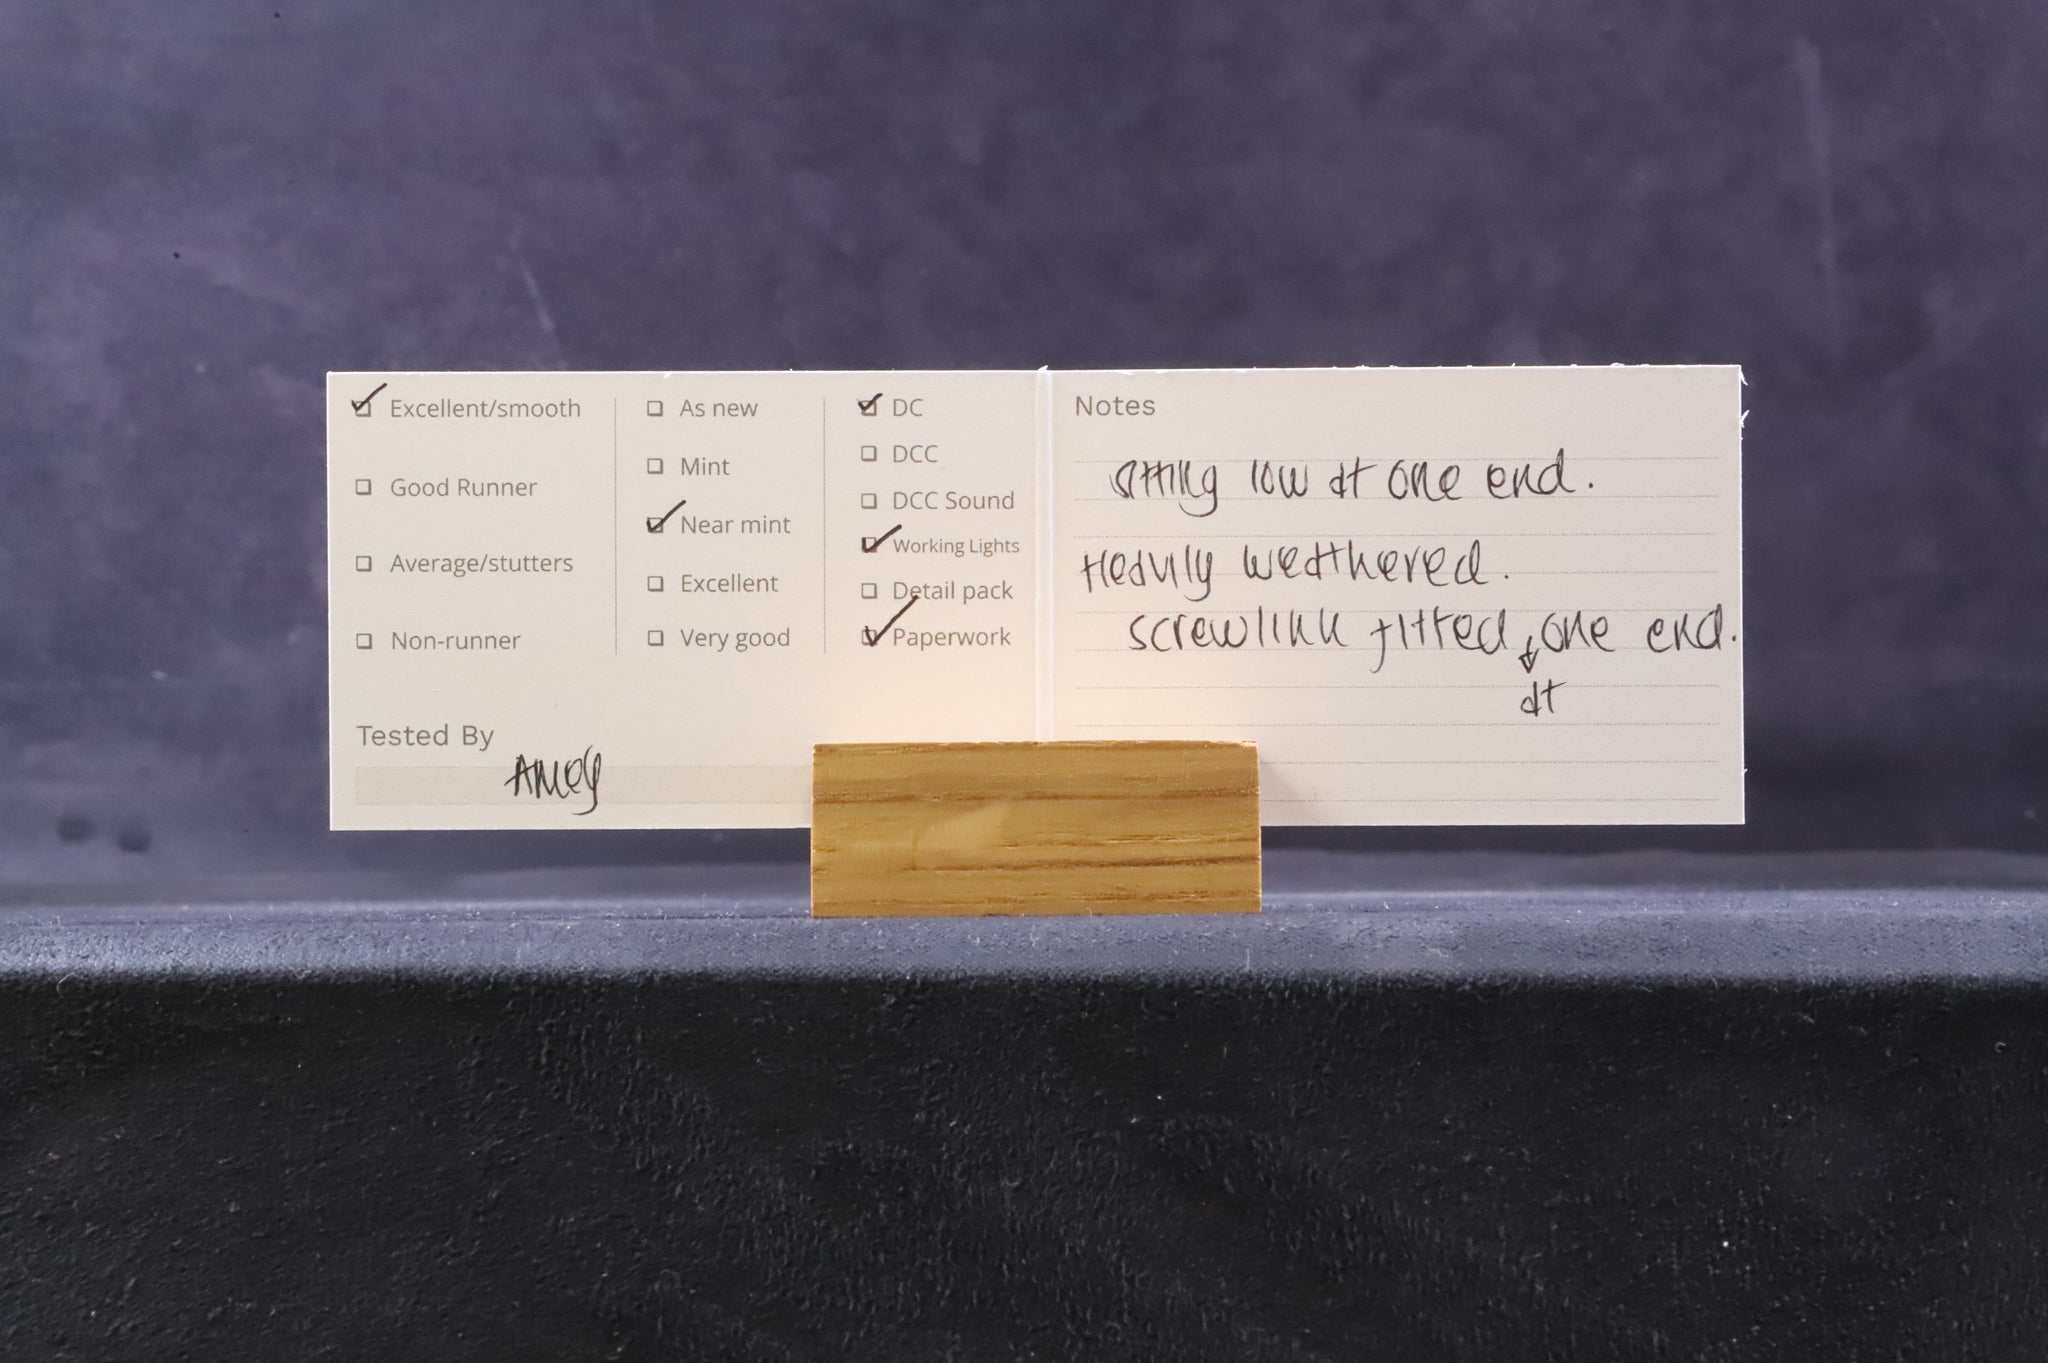 Excellent/smooth
Good Runner
Average/stutters
Non-runner
As new
Mint
Near mint
Excellent
Very good
DC
DCC
DCC Sound
Working Lights
Detail pack
Paperwork
Tested By
Notes
sitting low at one end.
Heavily weathered.
screwlink fitted one end.
at